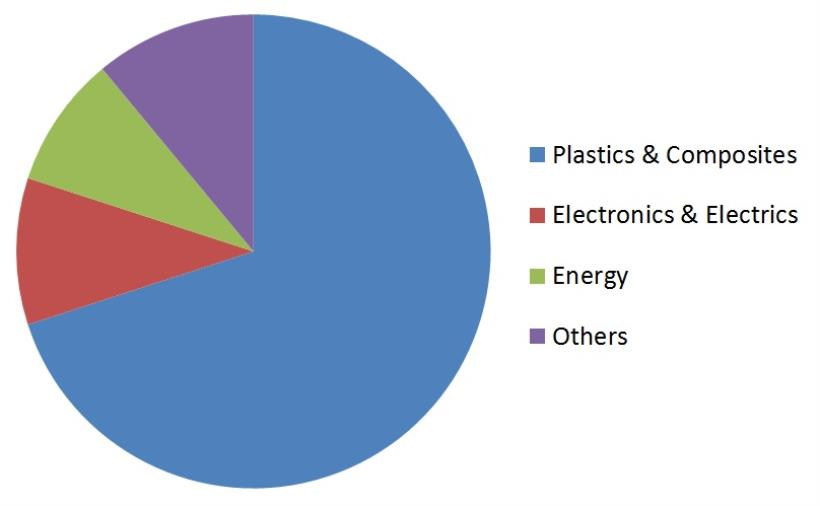 Plastics & Composites
Electronics & Electrics
Energy
Others